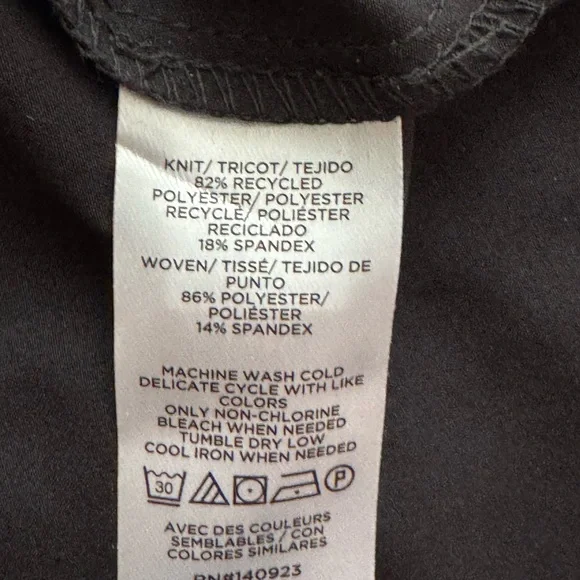 KNIT/ TRICOT/ TEJIDO
82% RECYCLED
POLYESTER/ POLYESTER
RECYCLÉ/ POLIÉSTER
RECICLADO
18% SPANDEX
WOVEN/ TISSÉ/ TEJIDO DE
PUNTO
86% POLYESTER/
POLIÉSTER
14% SPANDEX
MACHINE WASH COLD
DELICATE CYCLE WITH LIKE
COLORS
ONLY NON-CHLORINE
BLEACH WHEN NEEDED
TUMBLE DRY LOW
COOL IRON WHEN NEEDED
30 P
AVEC DES COULEURS
SEMBLABLES / CON
COLORES SIMILARES
RN#140923